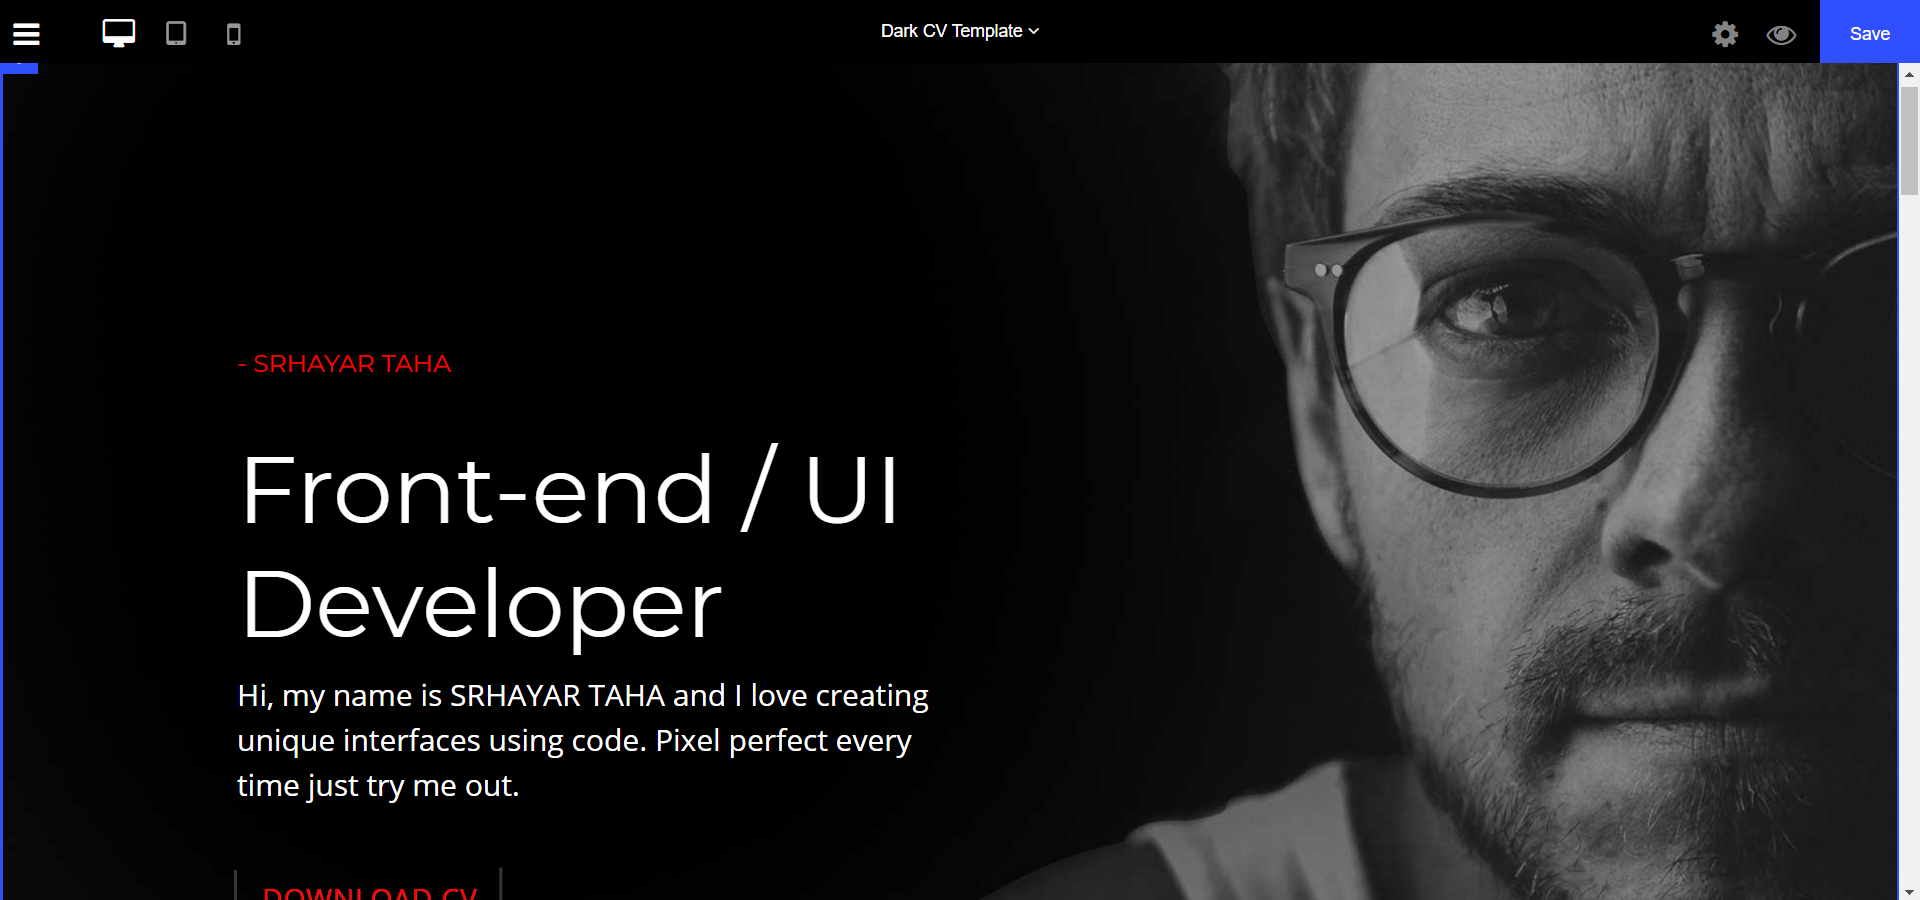 Dark CV Template
Save
- SRHAYAR TAHA
Front-end / UI
Developer
Hi, my name is SRHAYAR TAHA and I love creating
unique interfaces using code. Pixel perfect every
time just try me out.
DOWNLOAD CV